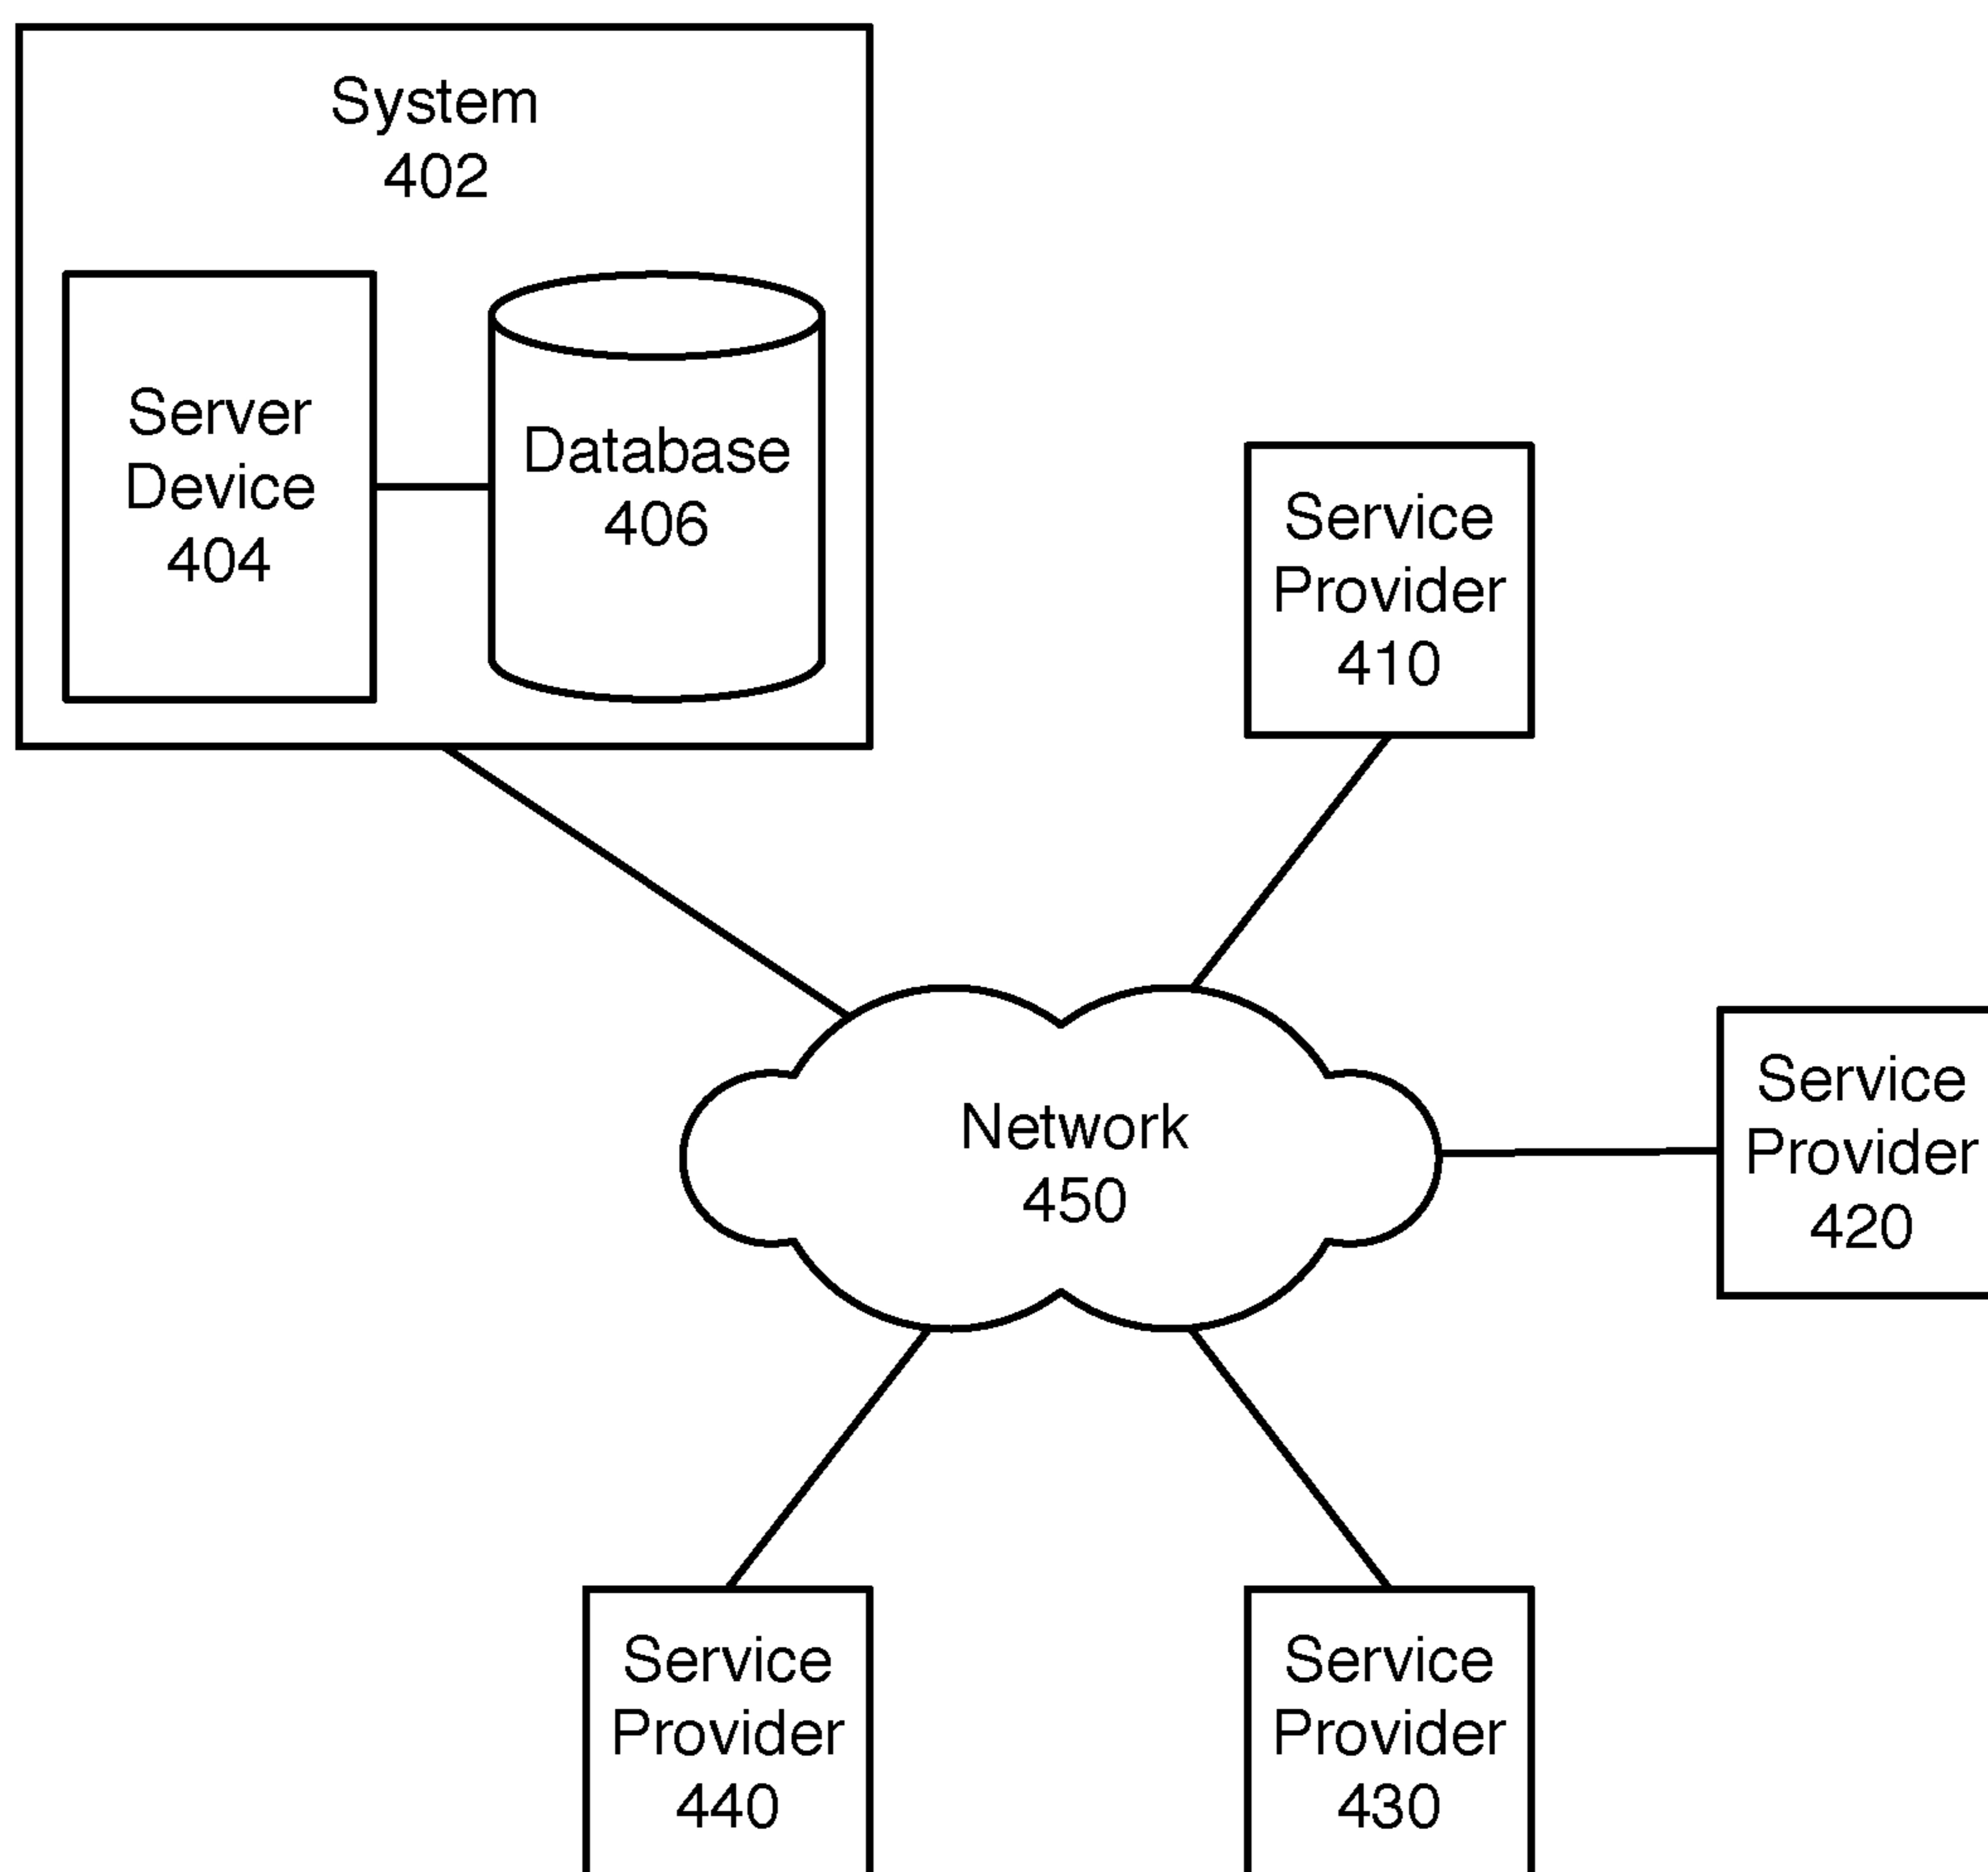 System
402
Server
Device
404
Database
406
Service
Provider
410
Network
450
Service
Provider
420
Service
Provider
440
Service
Provider
430